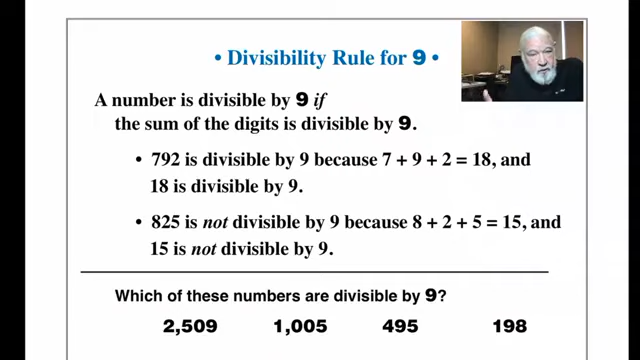 • Divisibility Rule for 9 •
A number is divisible by 9 if
the sum of the digits is divisible by 9.
• 792 is divisible by 9 because 7 + 9 + 2 = 18, and
18 is divisible by 9.
• 825 is not divisible by 9 because 8 + 2 + 5 = 15, and
15 is not divisible by 9.
Which of these numbers are divisible by 9?
2,509 1,005 495 198